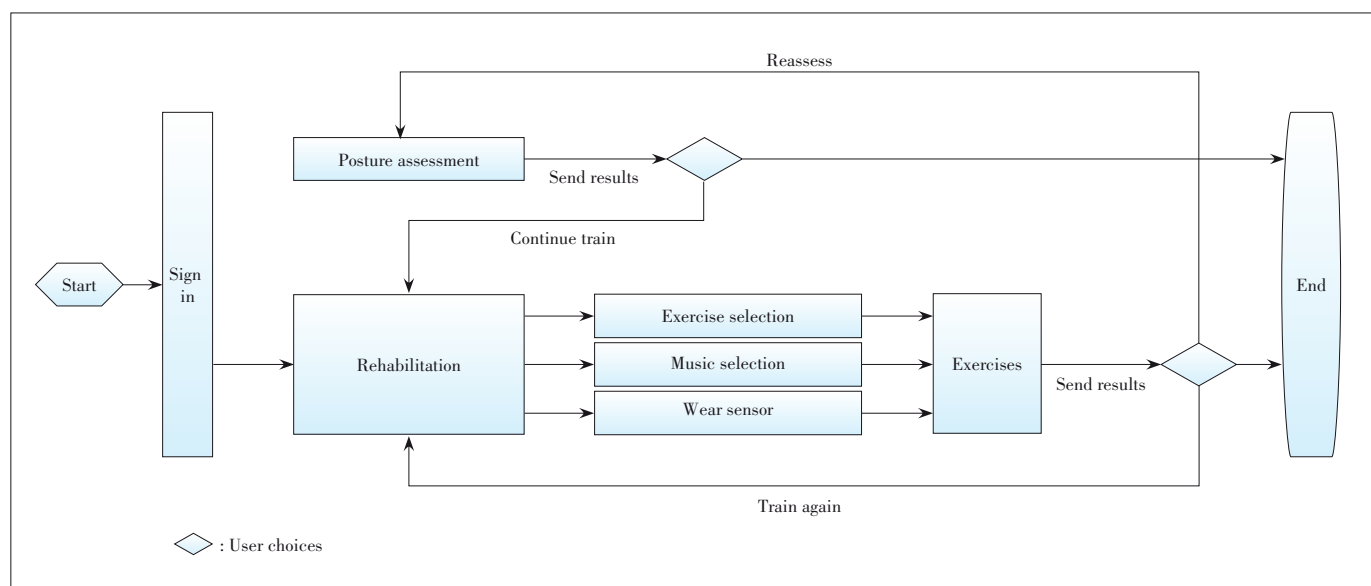 Reassess
Posture assessment
Send results
Continue train
Start
Sign
in
End
Rehabilitation
Exercise selection
Music selection
Wear sensor
Exercises
Send results
Train again
: User choices